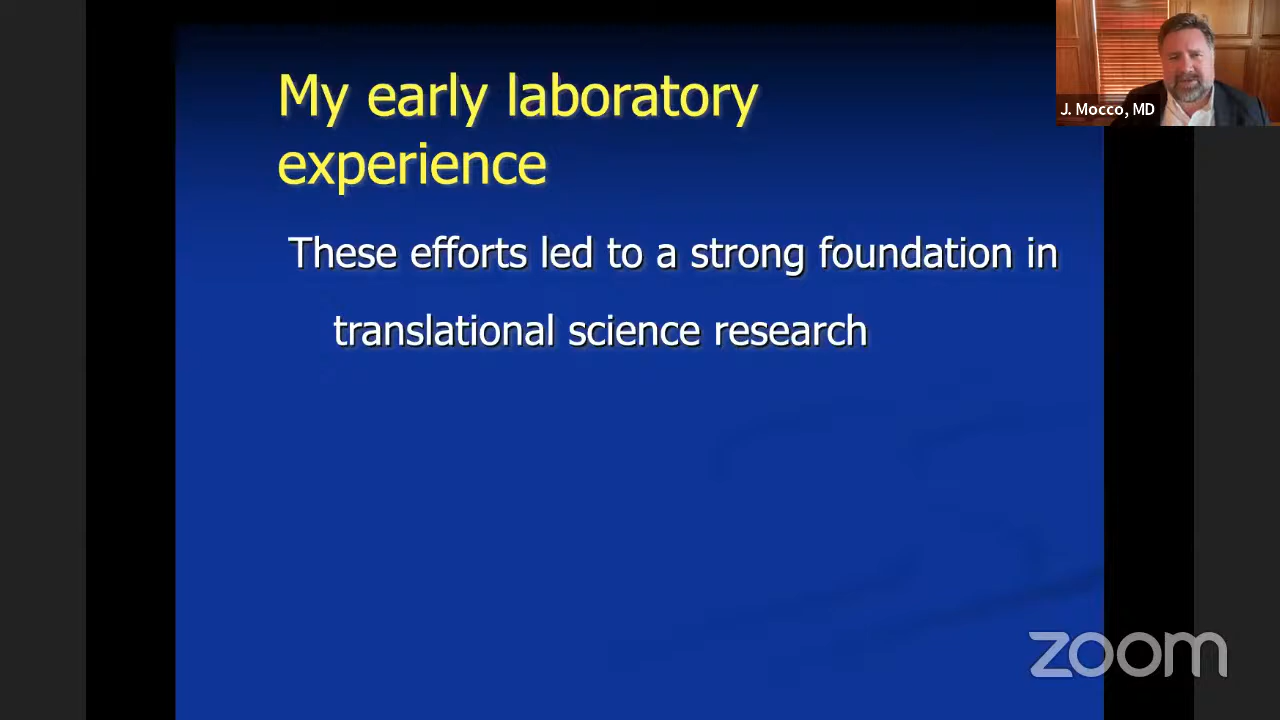 My early laboratory
experience
J. Mocco, MD
These efforts led to a strong foundation in
translational science research
zoom